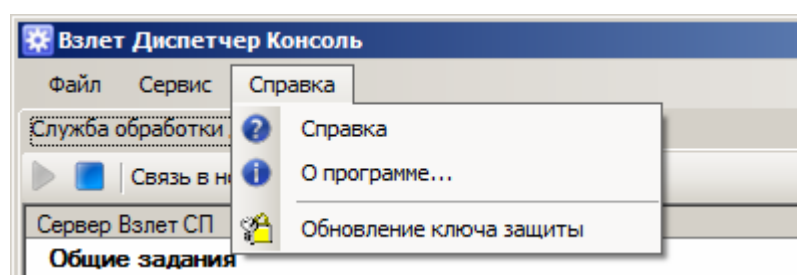 Взлет Диспетчер Консоль
Файл Сервис Справка
Служба обработки
Справка
О программе...
Связь в
Сервер Взлет СП
Обновление ключа защиты
Общие задания